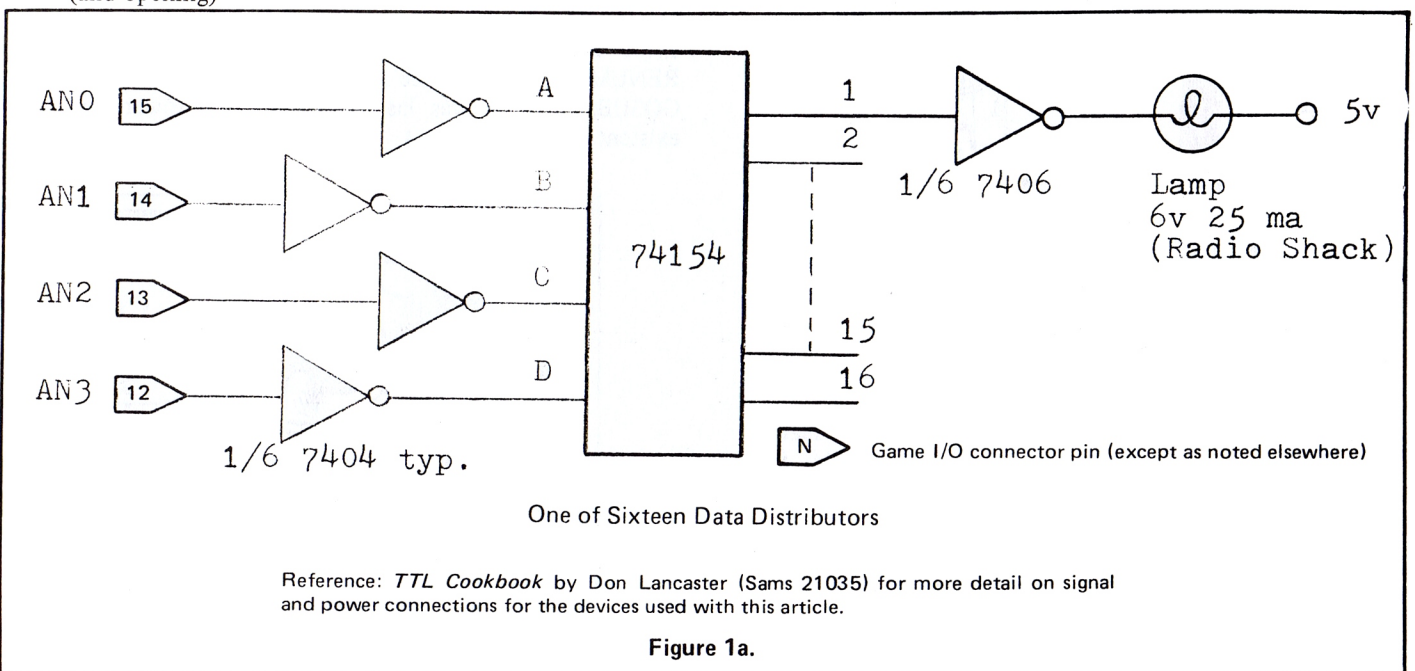 (and opening)
AN0 15 A 1 5v
2
AN1 14 B 1/6 7406 Lamp
6v 25 ma
(Radio Shack)
74154
AN2 13 C
15
AN3 12 D 16
1/6 7404 typ.
N Game I/O connector pin (except as noted elsewhere)
One of Sixteen Data Distributors
Reference: TTL Cookbook by Don Lancaster (Sams 21035) for more detail on signal
and power connections for the devices used with this article.
Figure 1a.